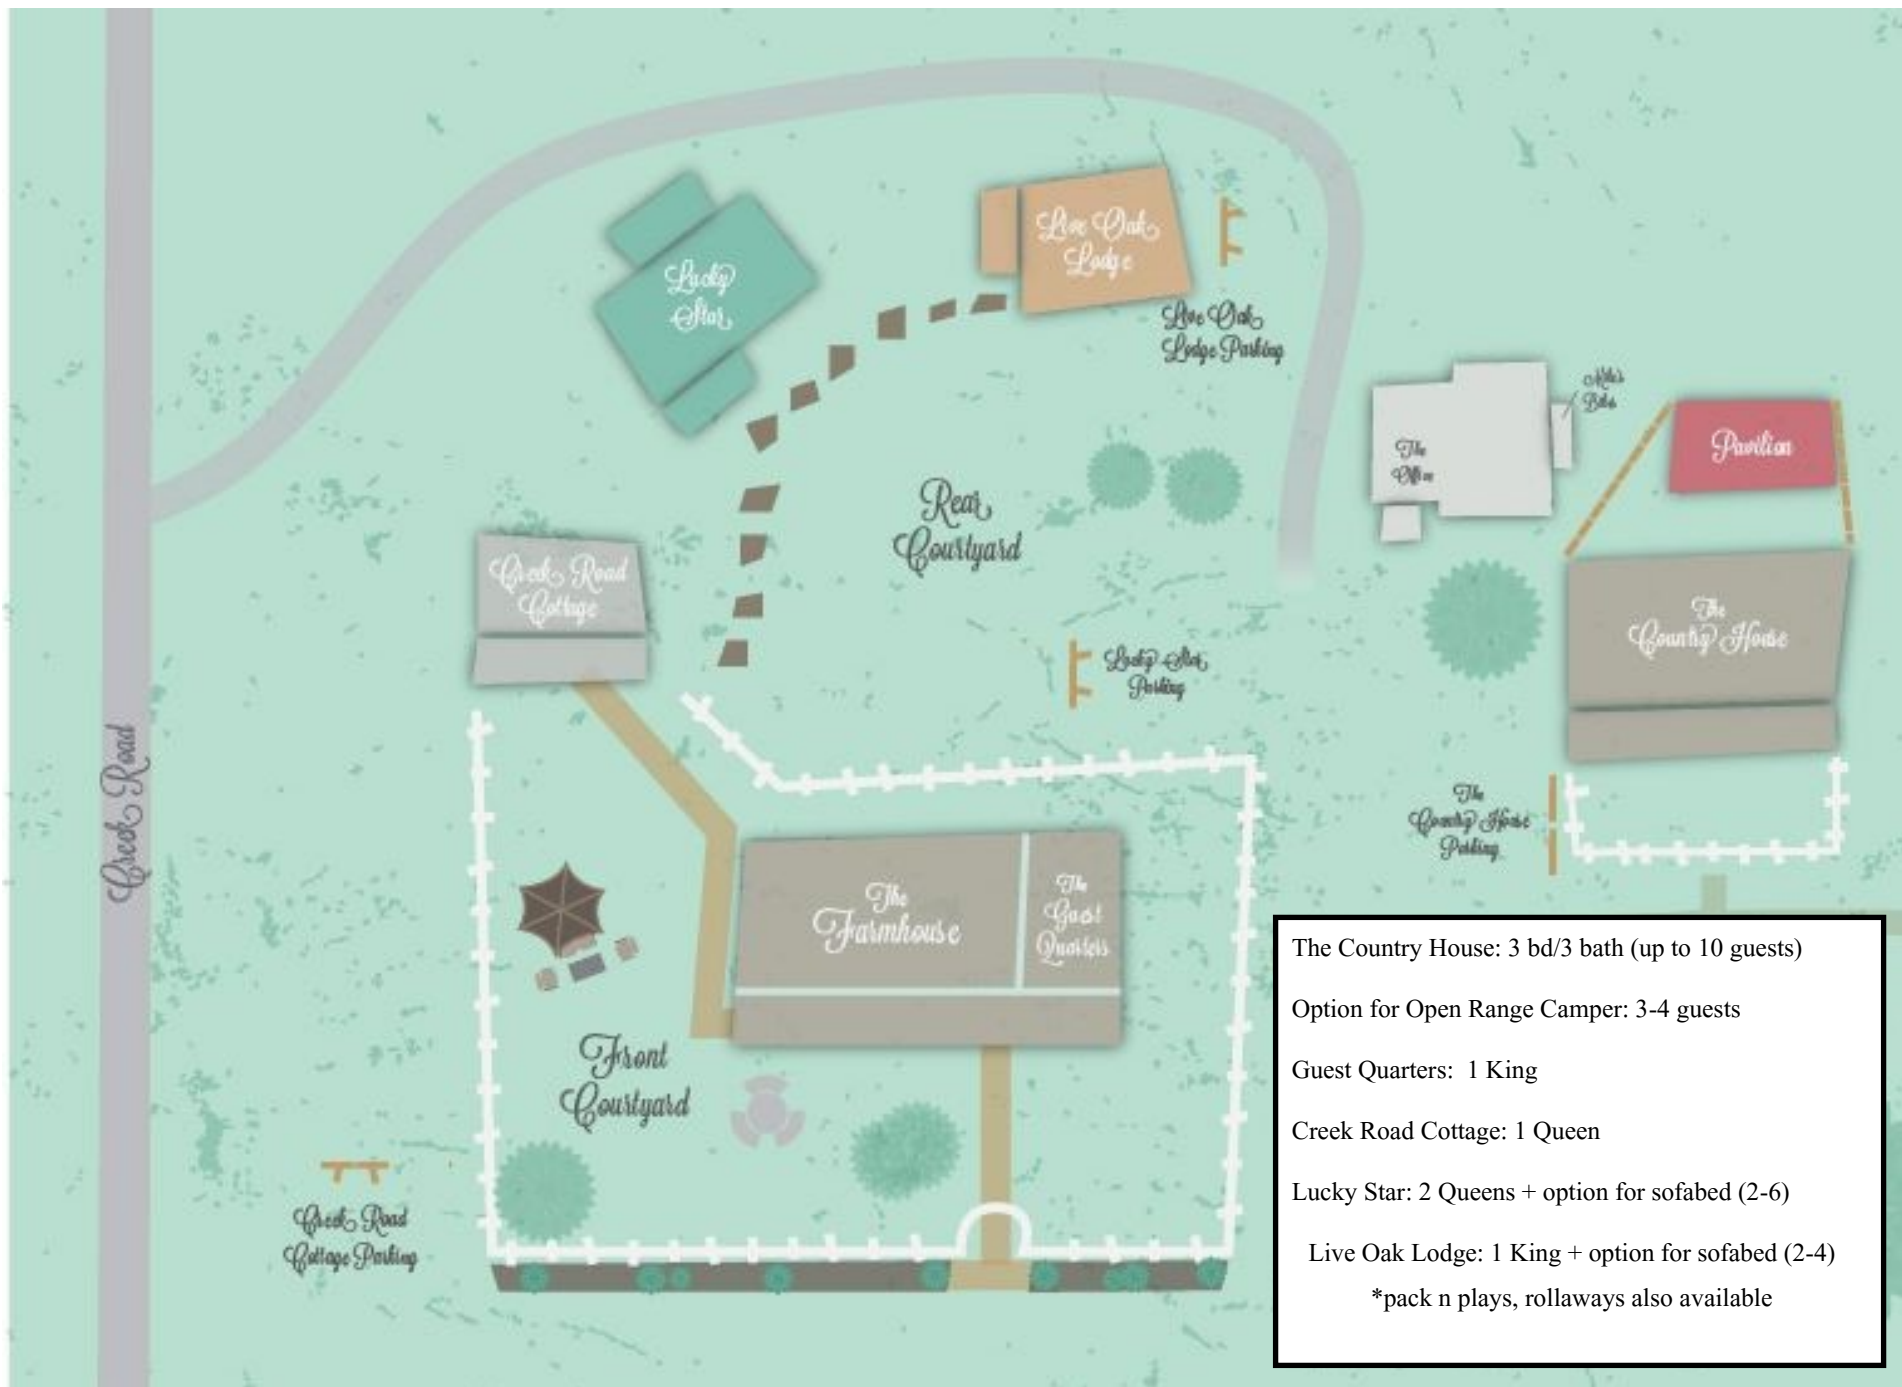 Lucky
Star
Live Oak
Lodge
Live Oak
Lodge Parking
The
Office
Pavilion
Rear
Courtyard
Creek Road
Cottage
The
Country House
Lucky Star
Parking
Creek Road
The
Country House
Parking
The
Farmhouse
The
Guest
Quarters
Front
Courtyard
Creek Road
Cottage Parking
The Country House: 3 bd/3 bath (up to 10 guests)
Option for Open Range Camper: 3-4 guests
Guest Quarters: 1 King
Creek Road Cottage: 1 Queen
Lucky Star: 2 Queens + option for sofabed (2-6)
Live Oak Lodge: 1 King + option for sofabed (2-4)
*pack n plays, rollaways also available